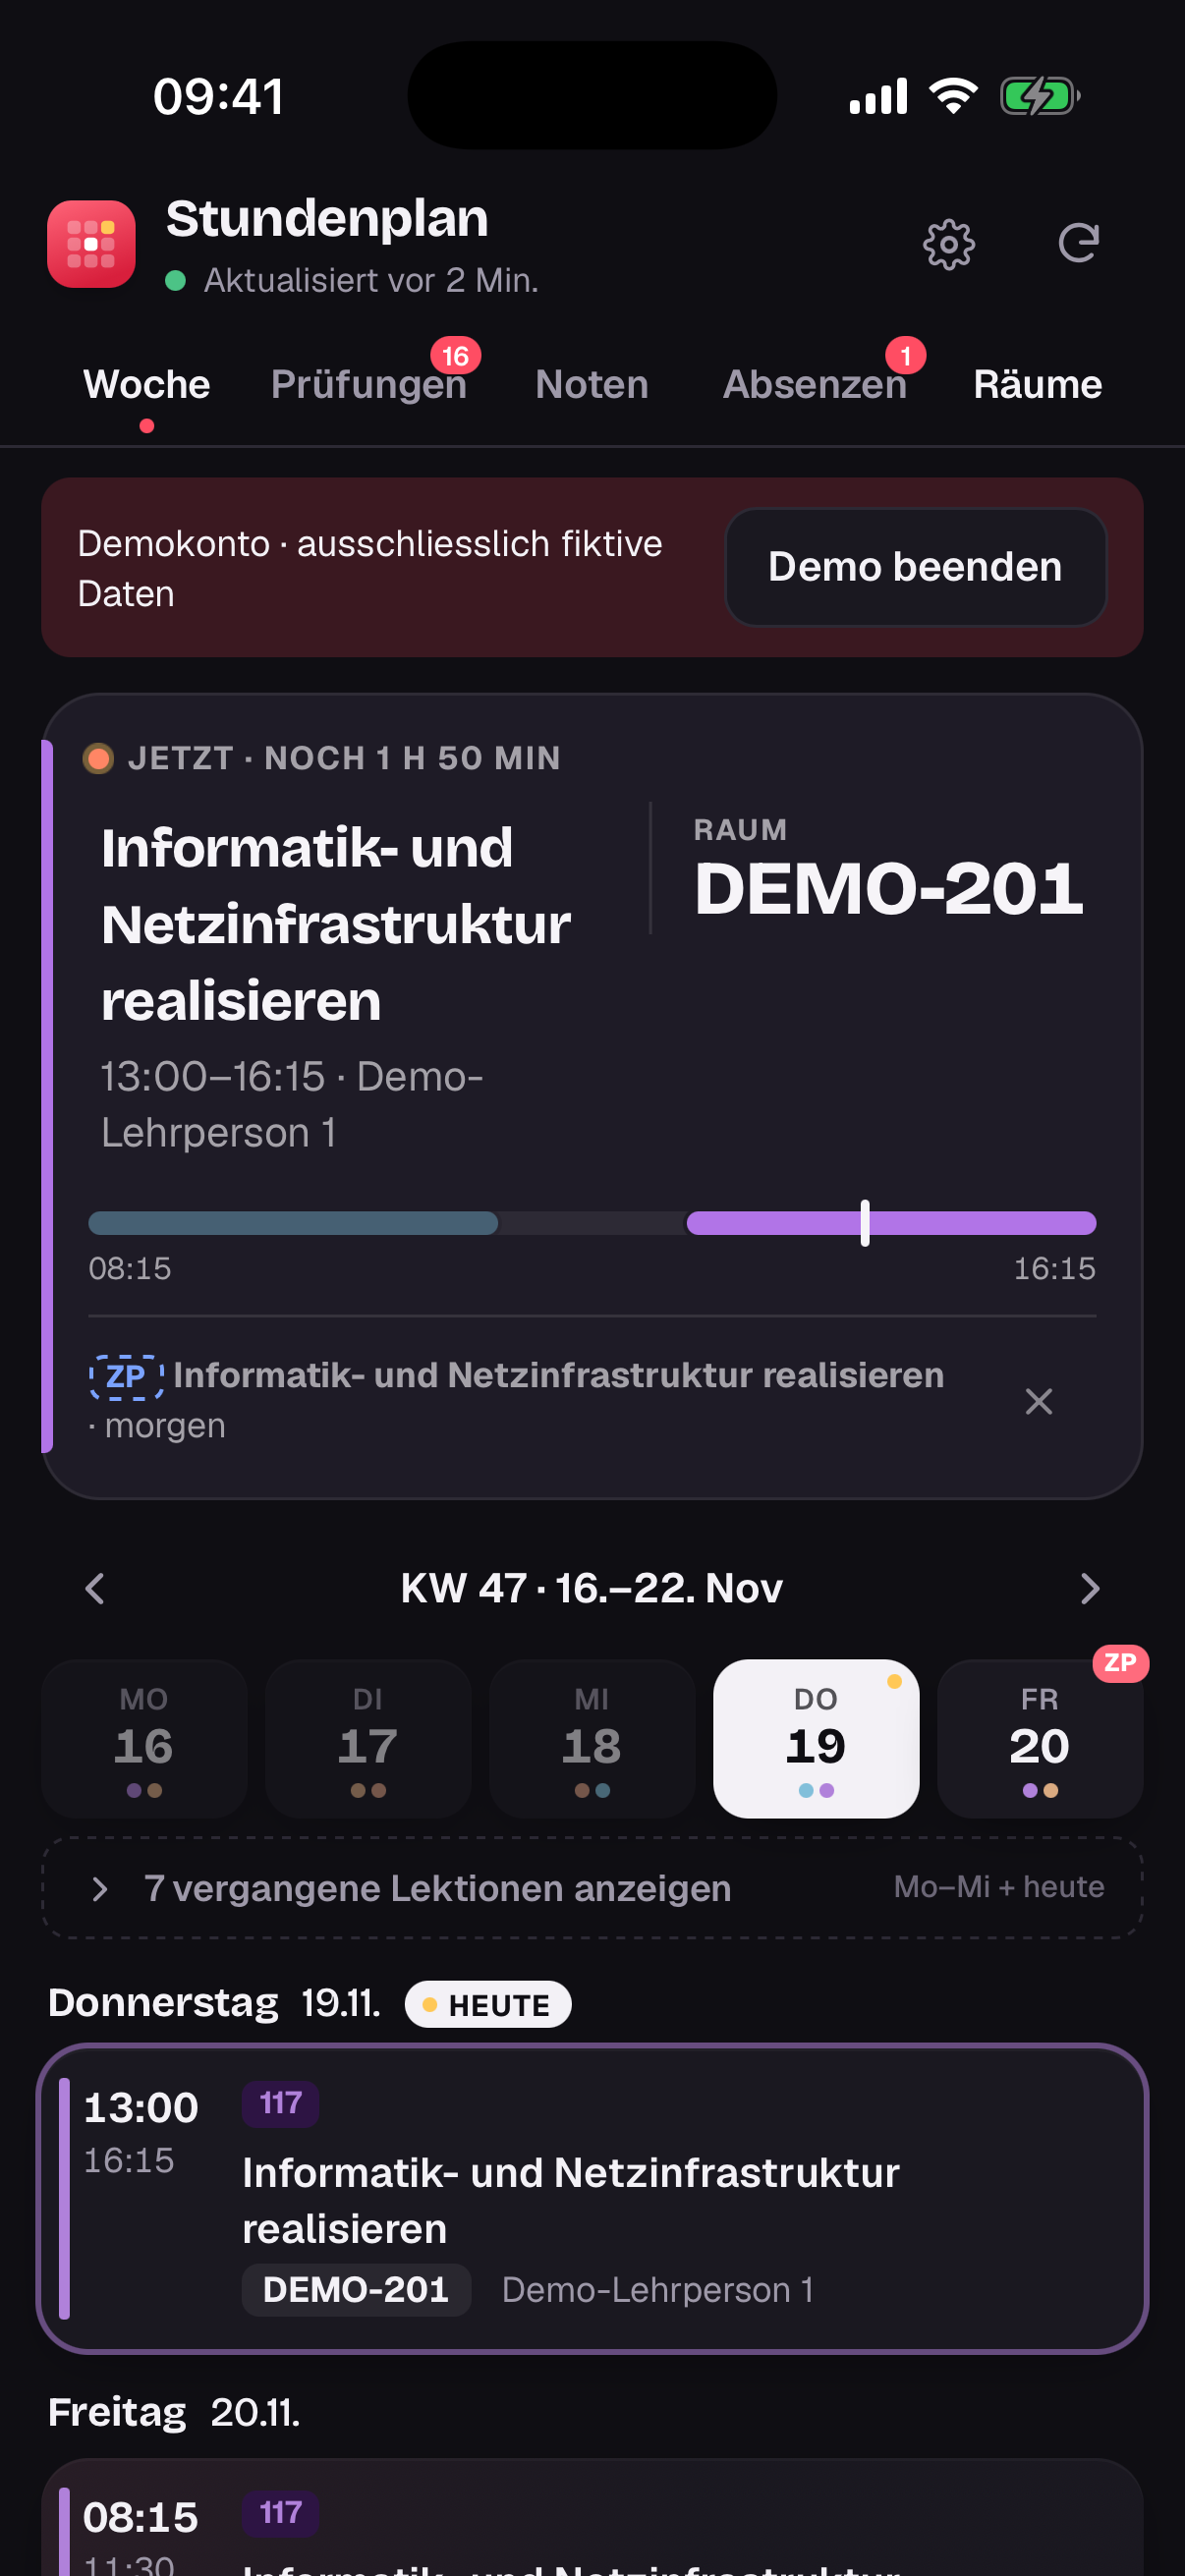 09:41
Stundenplan
Aktualisiert vor 2 Min.
Woche Prüfungen 16 Noten Absenzen 1 Räume
Demokonto · ausschliesslich fiktive
Daten
Demo beenden
JETZT · NOCH 1 H 50 MIN
Informatik- und
Netzinfrastruktur
realisieren
13:00–16:15 · Demo-
Lehrperson 1
RAUM
DEMO-201
08:15 16:15
ZP Informatik- und Netzinfrastruktur realisieren
· morgen
KW 47 · 16.–22. Nov
ZP
MO DI MI DO FR
16 17 18 19 20
7 vergangene Lektionen anzeigen Mo–Mi + heute
Donnerstag 19.11. HEUTE
13:00 117
16:15
Informatik- und Netzinfrastruktur
realisieren
DEMO-201 Demo-Lehrperson 1
Freitag 20.11.
08:15 117
11:30
Informatik- und Netzinfrastruktur